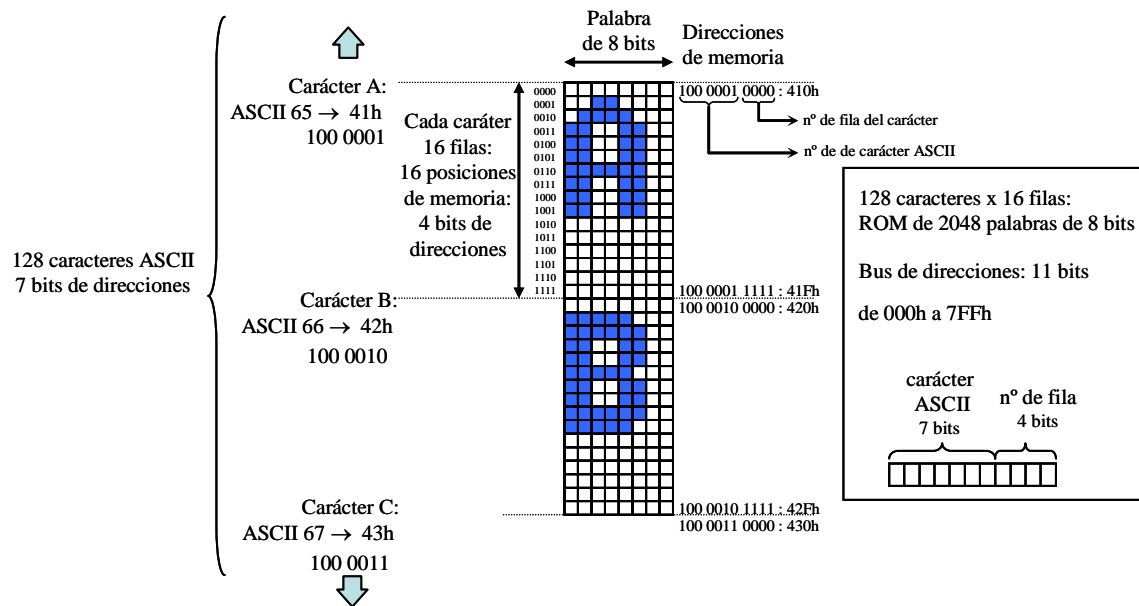 128 caracteres ASCII
7 bits de direcciones
Carácter A:
ASCII 65 → 41h
100 0001
Carácter B:
ASCII 66 → 42h
100 0010
Carácter C:
ASCII 67 → 43h
100 0011
Cada caráter
16 filas:
16 posiciones
de memoria:
4 bits de
direcciones
Palabra
de 8 bits
0000
0001
0010
0011
0100
0101
0110
0111
1000
1001
1010
1011
1100
1101
1110
1111
Direcciones
de memoria
100 0001 0000 : 410h
nº de fila del carácter
nº de de carácter ASCII
100 0001 1111 : 41Fh
100 0010 0000 : 420h
100 0010 1111 : 42Fh
100 0011 0000 : 430h
128 caracteres x 16 filas:
ROM de 2048 palabras de 8 bits
Bus de direcciones: 11 bits
de 000h a 7FFh
carácter
ASCII
7 bits
nº de fila
4 bits